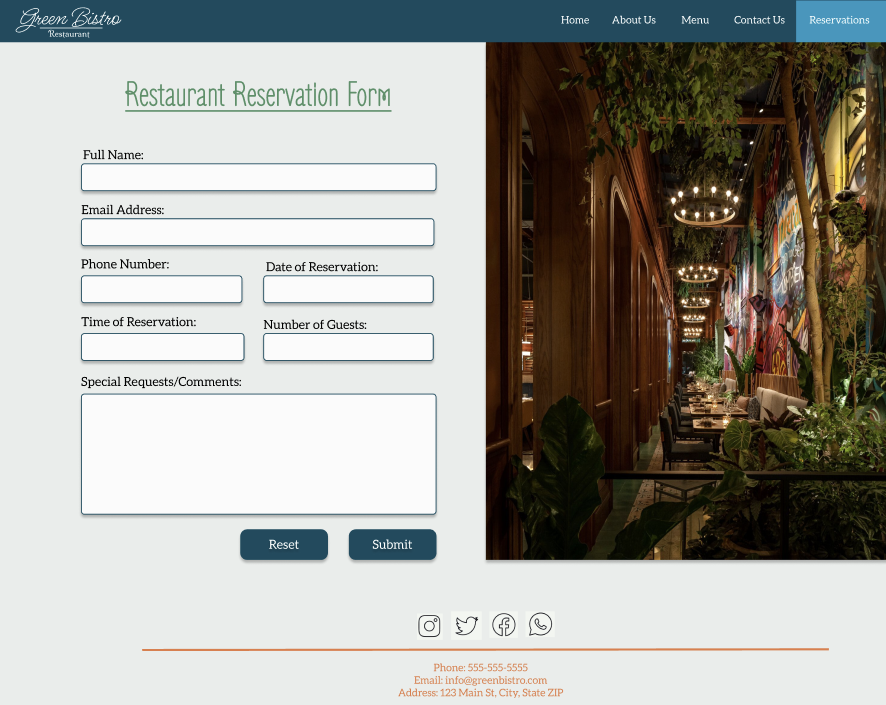 Green Bistro
Restaurant
Home About Us Menu Contact Us Reservations
Restaurant Reservation Form
Full Name:
Email Address:
Phone Number: Date of Reservation:
Time of Reservation: Number of Guests:
Special Requests/Comments:
Reset Submit
Phone: 555-555-5555
Email: info@greenbistro.com
Address: 123 Main St, City, State ZIP